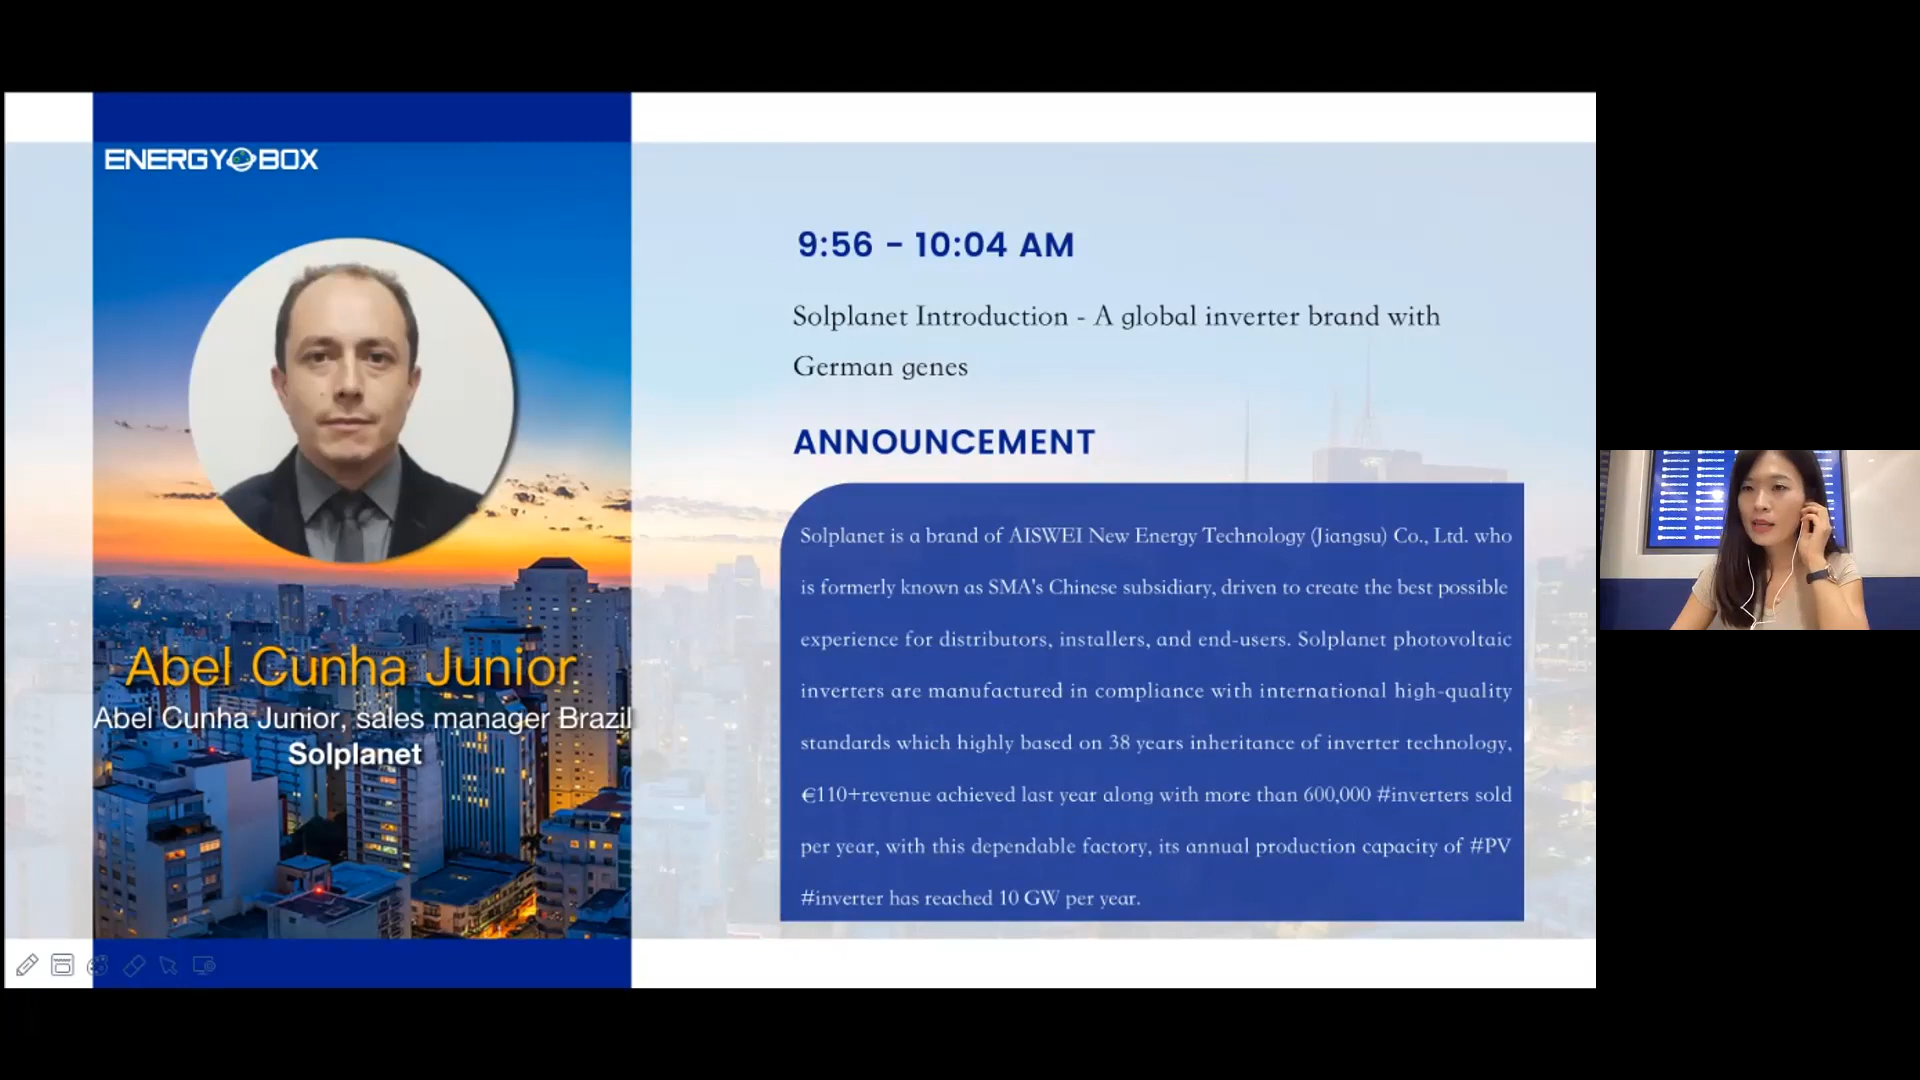 ENERGY BOX
Abel Cunha Junior
Abel Cunha Junior, sales manager Brazil
Solplanet
9:56 - 10:04 AM
Solplanet Introduction - A global inverter brand with
German genes
ANNOUNCEMENT
Solplanet is a brand of AISWEI New Energy Technology (Jiangsu) Co., Ltd. who
is formerly known as SMA's Chinese subsidiary, driven to create the best possible
experience for distributors, installers, and end-users. Solplanet photovoltaic
inverters are manufactured in compliance with international high-quality
standards which highly based on 38 years inheritance of inverter technology,
€110+revenue achieved last year along with more than 600,000 #inverters sold
per year, with this dependable factory, its annual production capacity of #PV
#inverter has reached 10 GW per year.